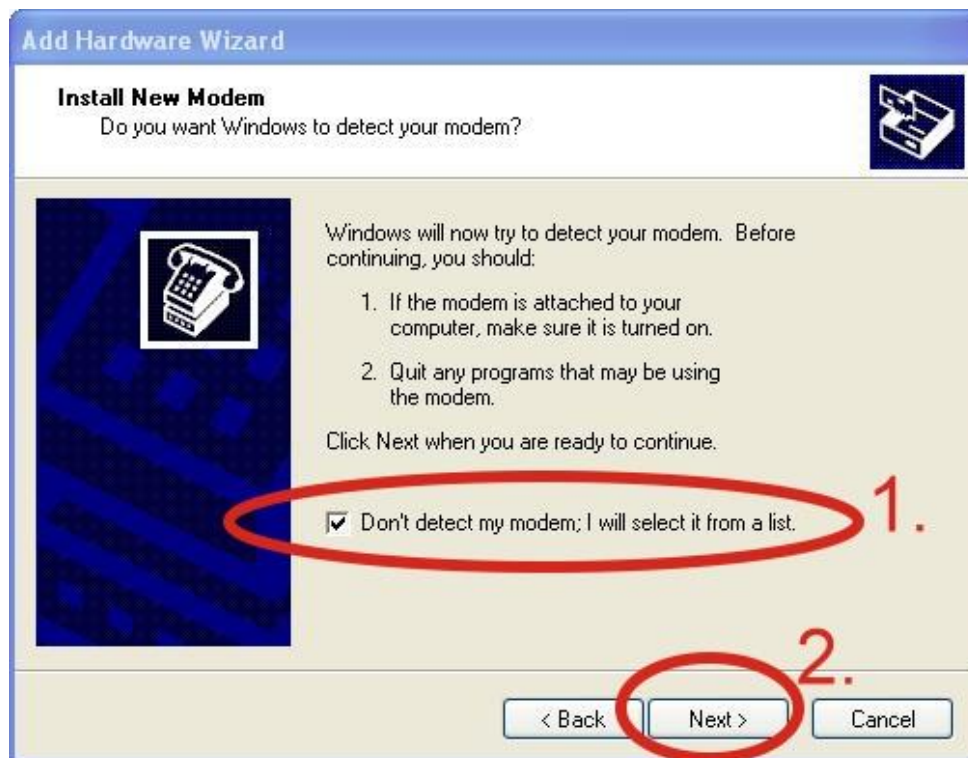 Add Hardware Wizard
Install New Modem
Do you want Windows to detect your modem?
Windows will now try to detect your modem. Before
continuing, you should:
1. If the modem is attached to your
computer, make sure it is turned on.
2. Quit any programs that may be using
the modem.
Click Next when you are ready to continue.
Don't detect my modem; I will select it from a list.
1.
2.
< Back
Next >
Cancel